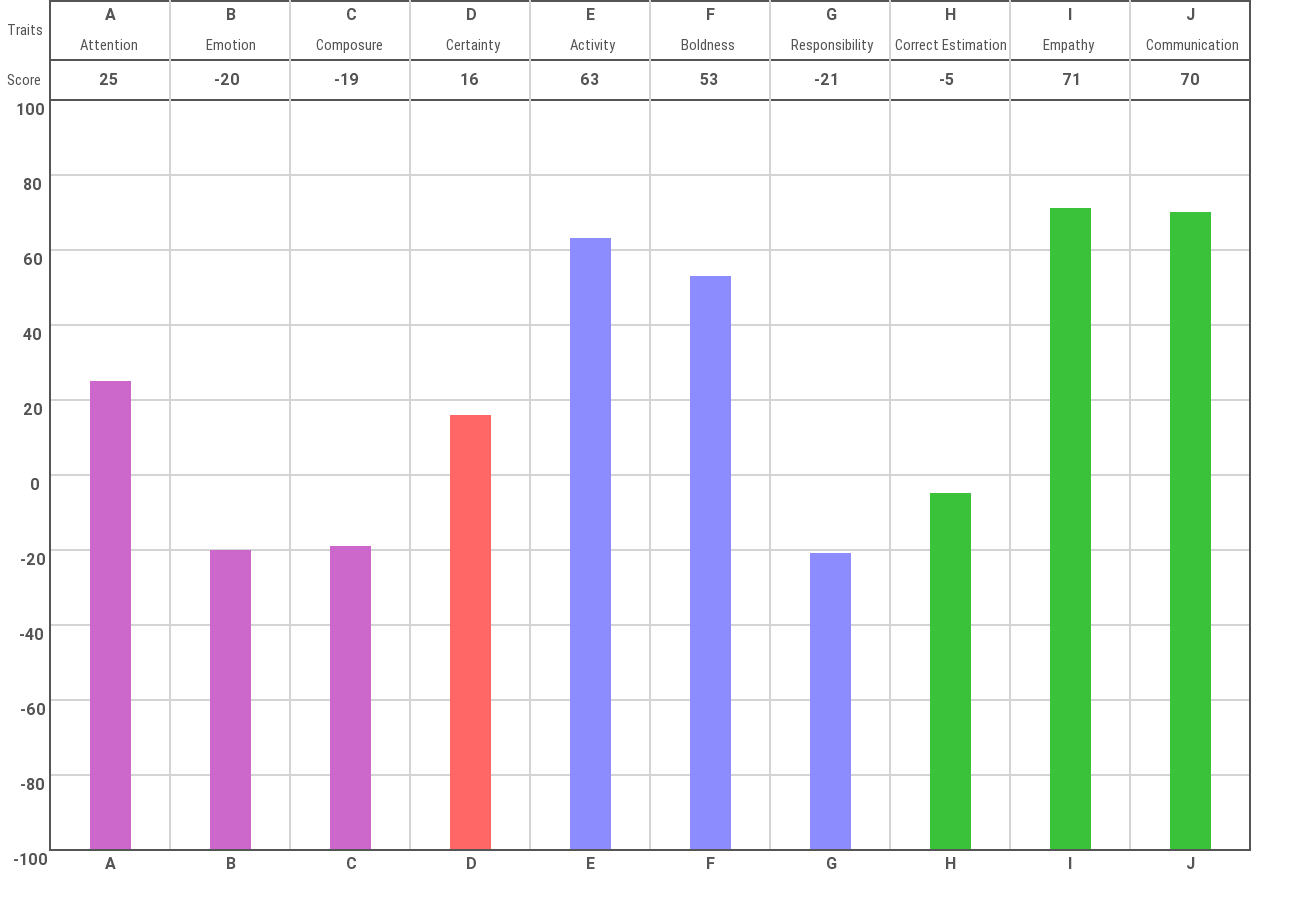 Traits A B C D E F G H I J
Attention Emotion Composure Certainty Activity Boldness Responsibility Correct Estimation Empathy Communication
Score 25 -20 -19 16 63 53 -21 -5 71 70
100
80
60
40
20
0
-20
-40
-60
-80
-100
A B C D E F G H I J